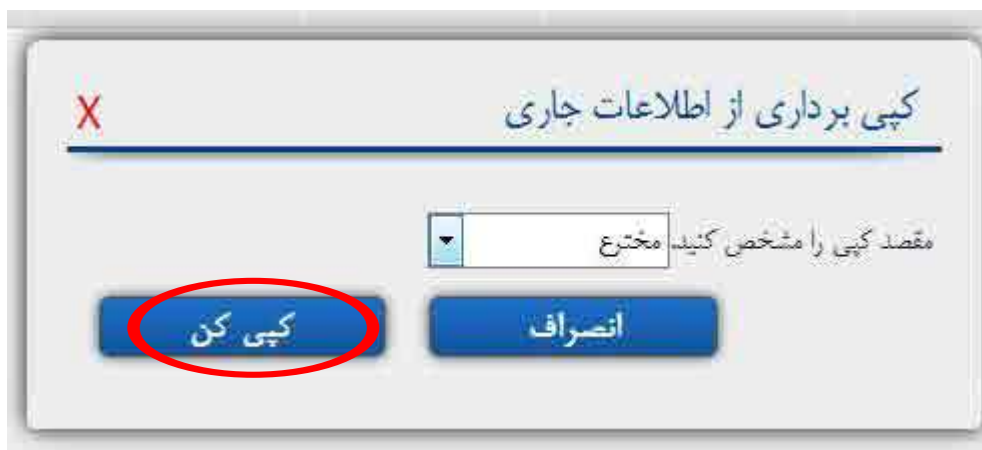 کپی برداری از اطلاعات جاری
X
مقصد کپی را مشخص کنید. مخترع
انصراف
کپی کن